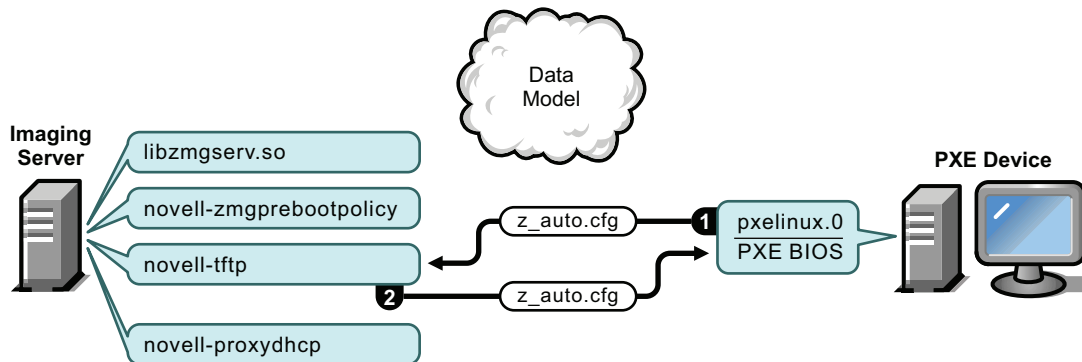 Data
Model
Imaging
Server
libzmgserv.so
novell-zmgprebootpolicy
novell-tftp
novell-proxydhcp
z_auto.cfg
1
2
z_auto.cfg
PXE Device
pxelinux.0
PXE BIOS